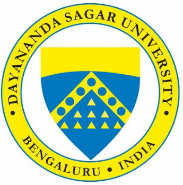 • DAYANANDA SAGAR UNIVERSITY •
BENGALURU • INDIA